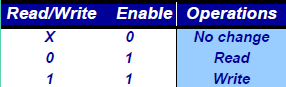 Read/Write Enable Operations
X 0 No change
0 1 Read
1 1 Write